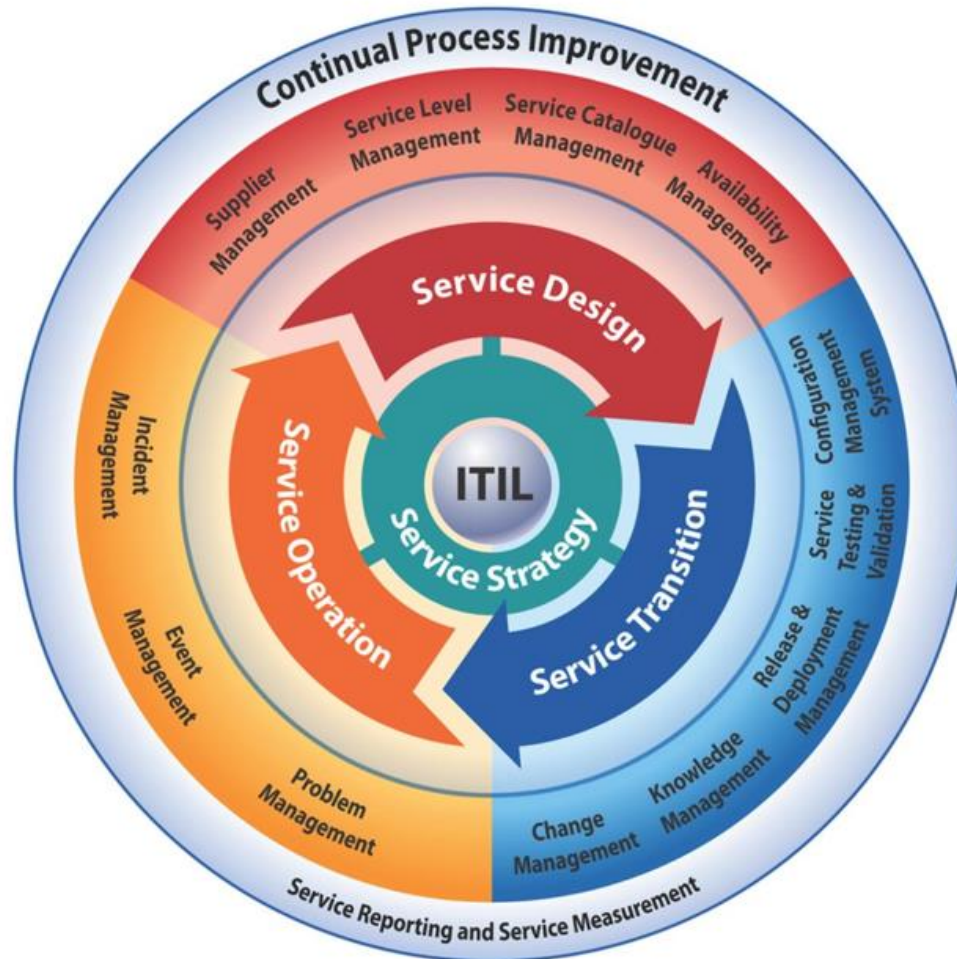 Continual Process Improvement
Supplier
Management
Service Level
Management
Service Catalogue
Management
Availability
Management
Configuration
Management
System
Service
Testing &
Validation
Release &
Deployment
Management
Knowledge
Management
Change
Management
Problem
Management
Event
Management
Incident
Management
Service Design
Service Transition
Service Operation
Service Strategy
ITIL
Service Reporting and Service Measurement